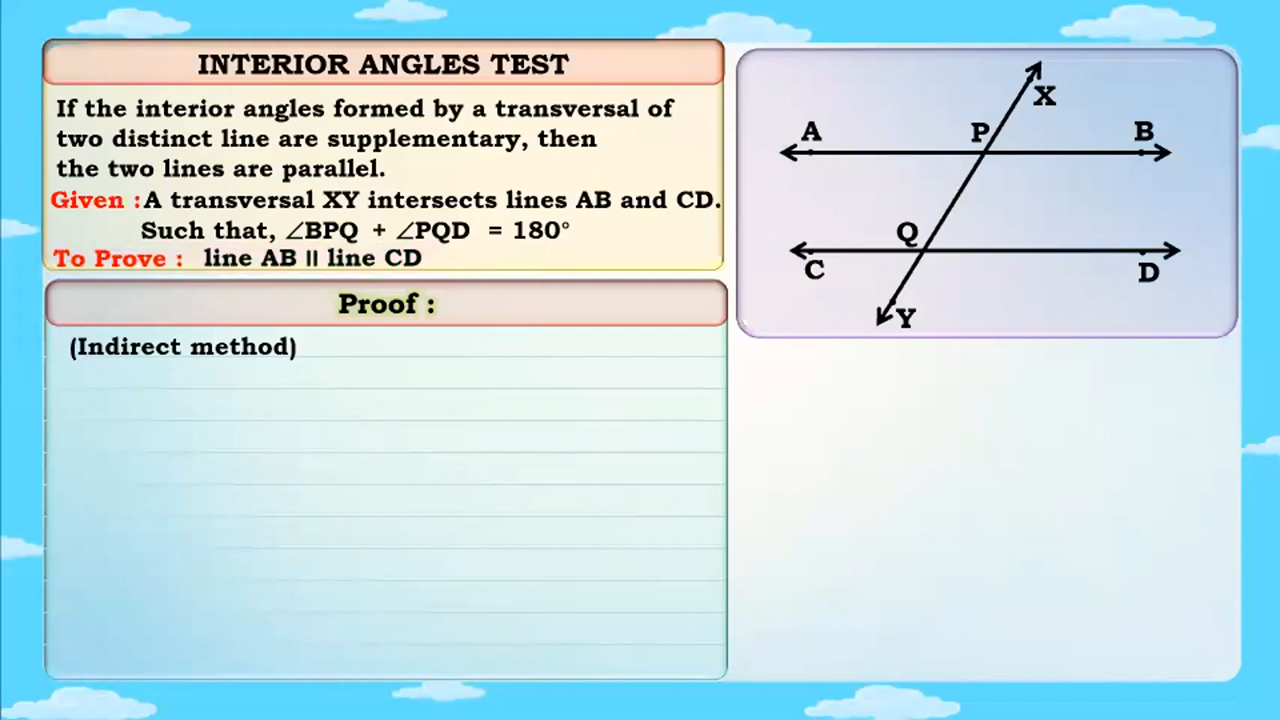 INTERIOR ANGLES TEST
If the interior angles formed by a transversal of
two distinct line are supplementary, then
the two lines are parallel.
Given : A transversal XY intersects lines AB and CD.
Such that, ∠BPQ + ∠PQD = 180°
To Prove : line AB || line CD
Proof :
(Indirect method)
X
A P B
Q
C D
Y